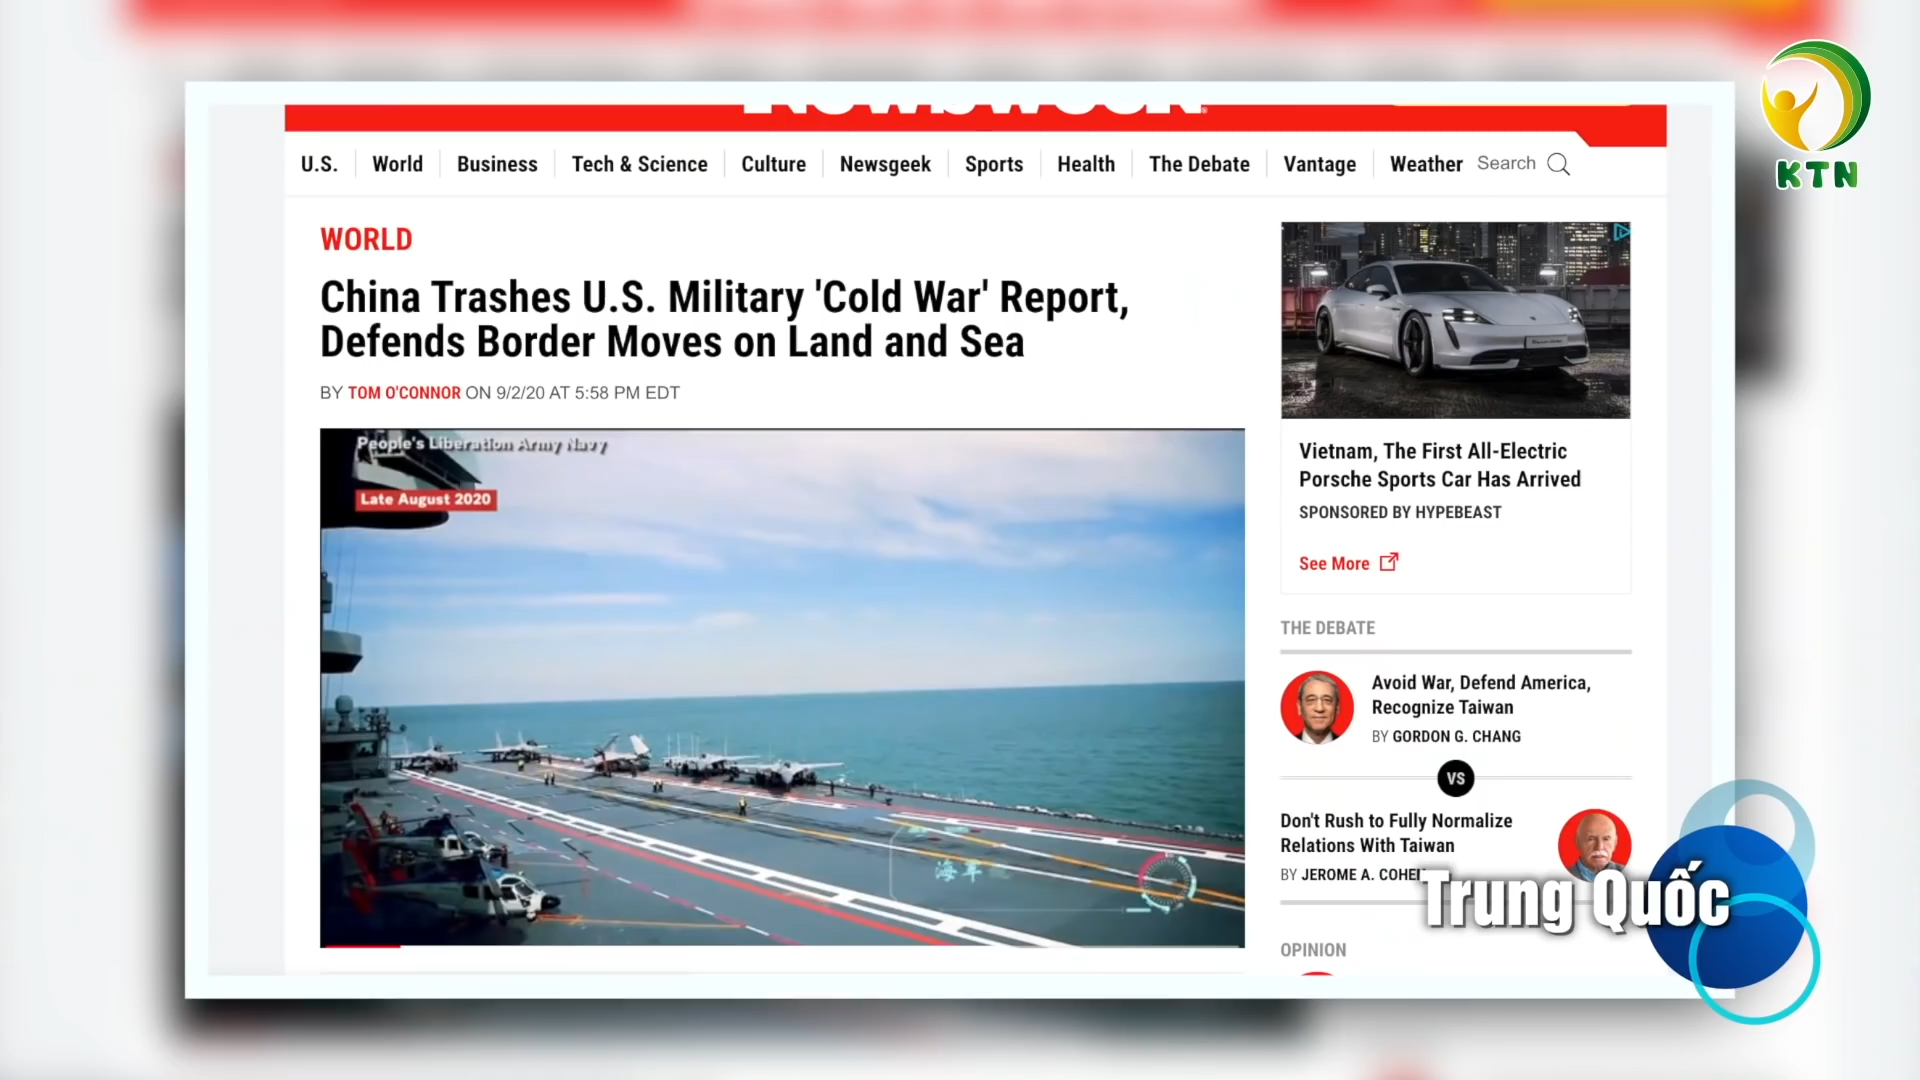 Newsweek
U.S.
World
Business
Tech & Science
Culture
Newsgeek
Sports
Health
The Debate
Vantage
Weather
Search
KTN
WORLD
China Trashes U.S. Military 'Cold War' Report,
Defends Border Moves on Land and Sea
BY TOM O'CONNOR ON 9/2/20 AT 5:58 PM EDT
People's Liberation Army Navy
Late August 2020
海军
Vietnam, The First All-Electric
Porsche Sports Car Has Arrived
SPONSORED BY HYPEBEAST
See More
THE DEBATE
Avoid War, Defend America,
Recognize Taiwan
BY GORDON G. CHANG
VS
Don't Rush to Fully Normalize
Relations With Taiwan
BY JEROME A. COHEN
Trung Quốc
OPINION